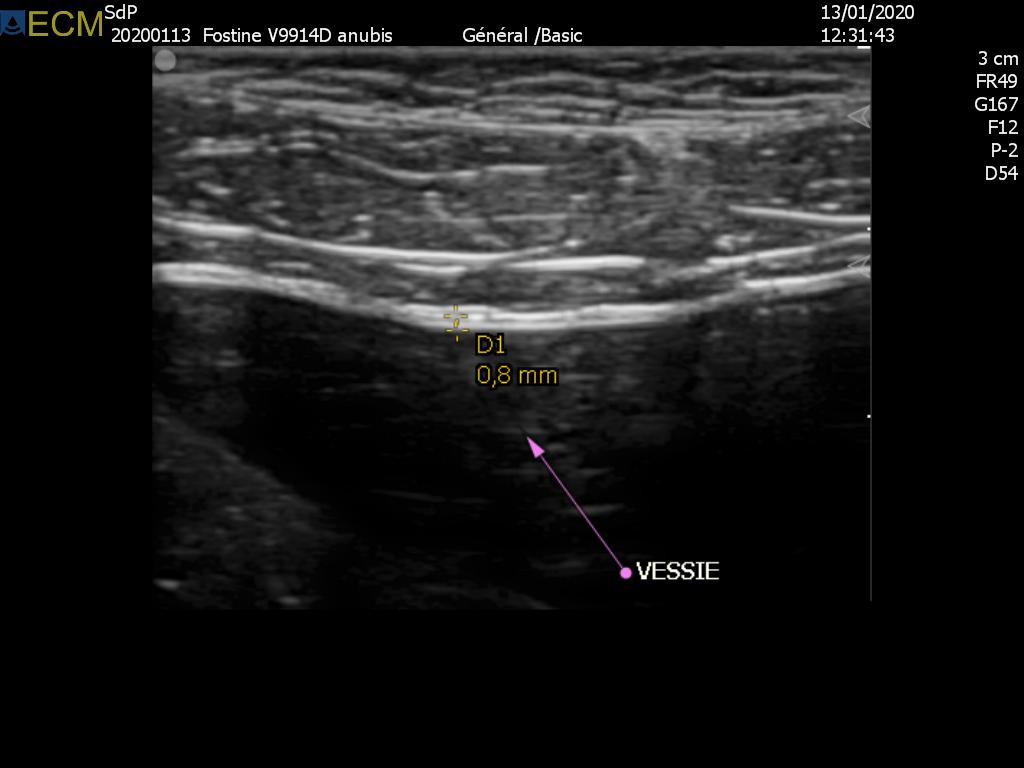 ECM
SdP
20200113 Fostine V9914D anubis
Général /Basic
13/01/2020
12:31:43
3 cm
FR49
G167
F12
P-2
D54
D1
0,8 mm
VESSIE